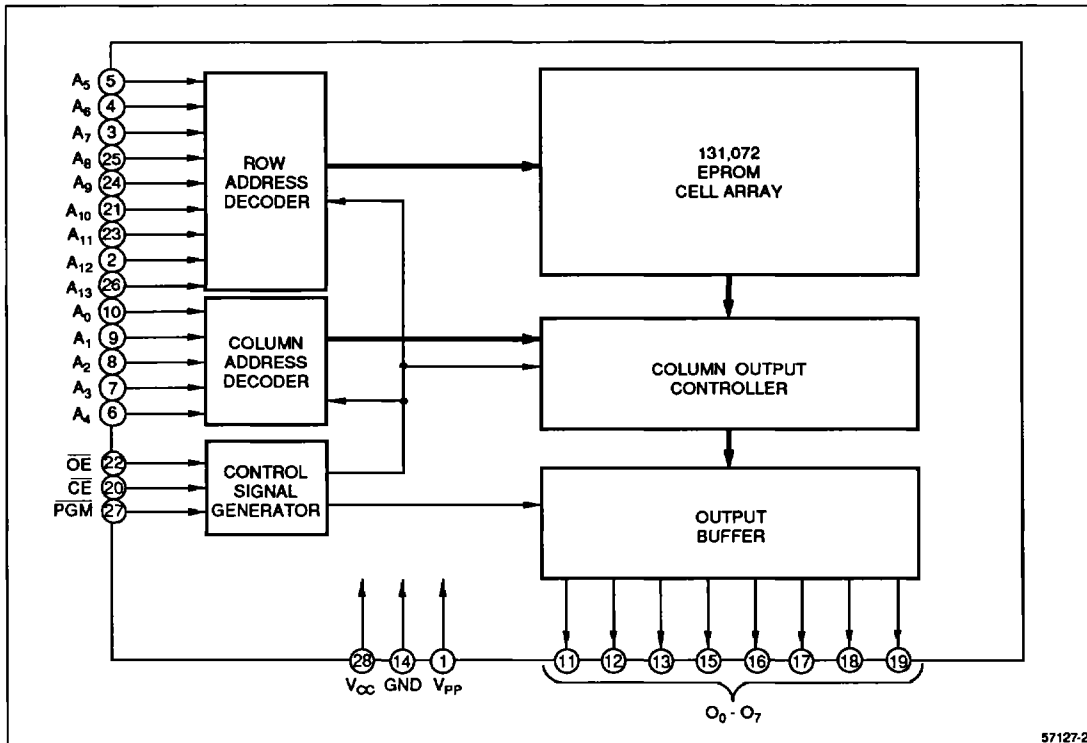 A5 5
A6 4
A7 3
A8 25
A9 24
A10 21
A11 23
A12 2
A13 26
A0 10
A1 9
A2 8
A3 7
A4 6
OE 22
CE 20
PGM 27
ROW
ADDRESS
DECODER
COLUMN
ADDRESS
DECODER
CONTROL
SIGNAL
GENERATOR
131,072
EPROM
CELL ARRAY
COLUMN OUTPUT
CONTROLLER
OUTPUT
BUFFER
28 14 1
VCC GND VPP
11 12 13 15 16 17 18 19
O0 - O7
57127-2